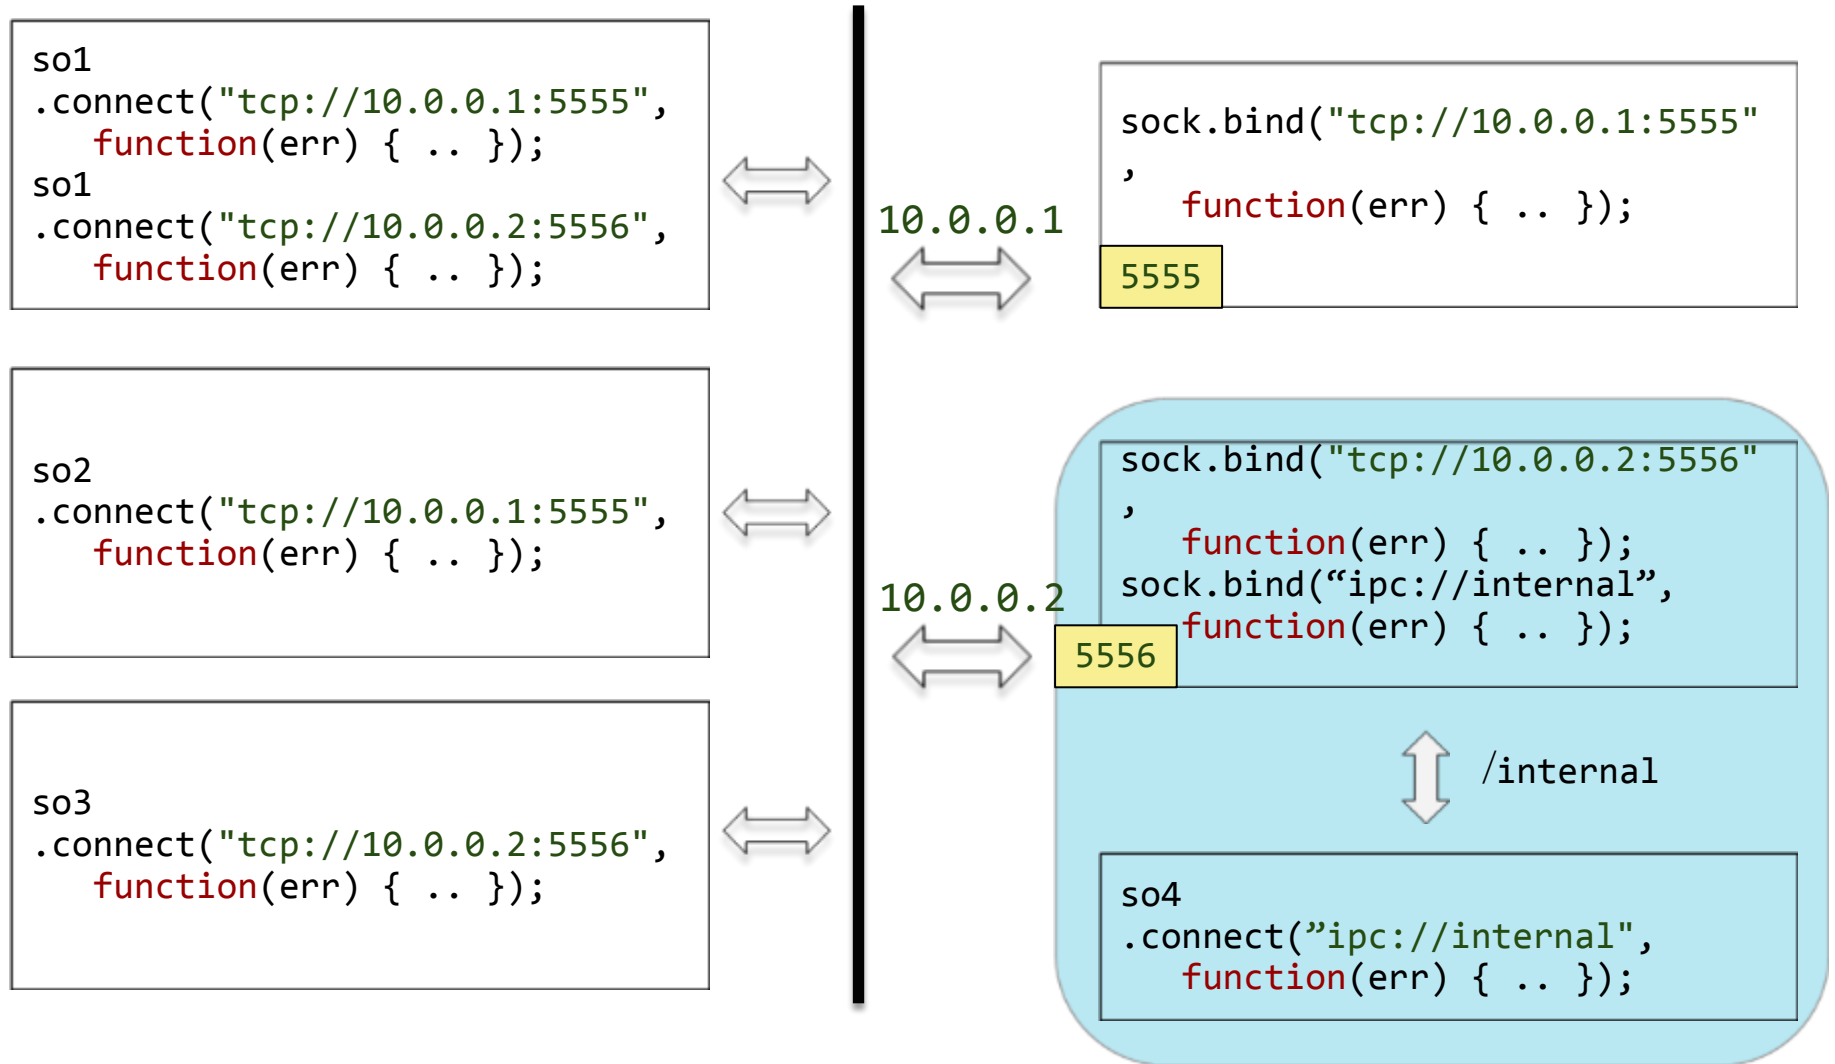 so1
.connect("tcp://10.0.0.1:5555",
   function(err) { .. });
so1
.connect("tcp://10.0.0.2:5556",
   function(err) { .. });
so2
.connect("tcp://10.0.0.1:5555",
   function(err) { .. });
so3
.connect("tcp://10.0.0.2:5556",
   function(err) { .. });
10.0.0.1
sock.bind("tcp://10.0.0.1:5555"
,
   function(err) { .. });
5555
10.0.0.2
sock.bind("tcp://10.0.0.2:5556"
,
   function(err) { .. });
sock.bind(“ipc://internal”,
   function(err) { .. });
5556
/internal
so4
.connect(”ipc://internal",
   function(err) { .. });